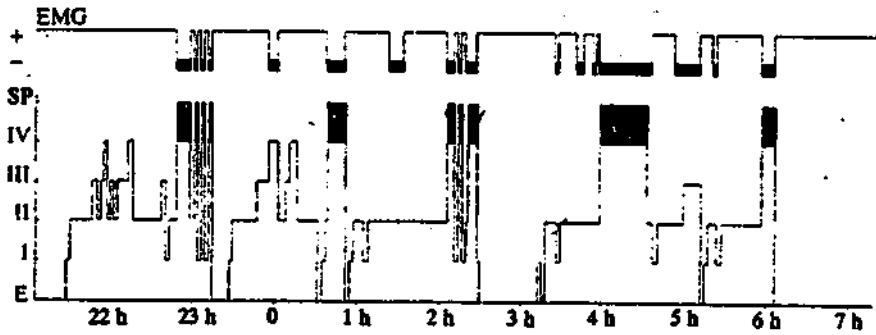 EMG
+
−
SP
IV
III
II
I
E
22 h 23 h 0 1 h 2 h 3 h 4 h 5 h 6 h 7 h